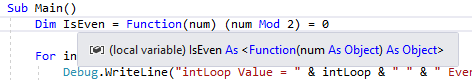 Sub Main()
Dim IsEven = Function(num) (num Mod 2) = 0
(local variable) IsEven As <Function(num As Object) As Object>
For in
Debug.WriteLine("intLoop Value = " & intLoop & " " & " Even